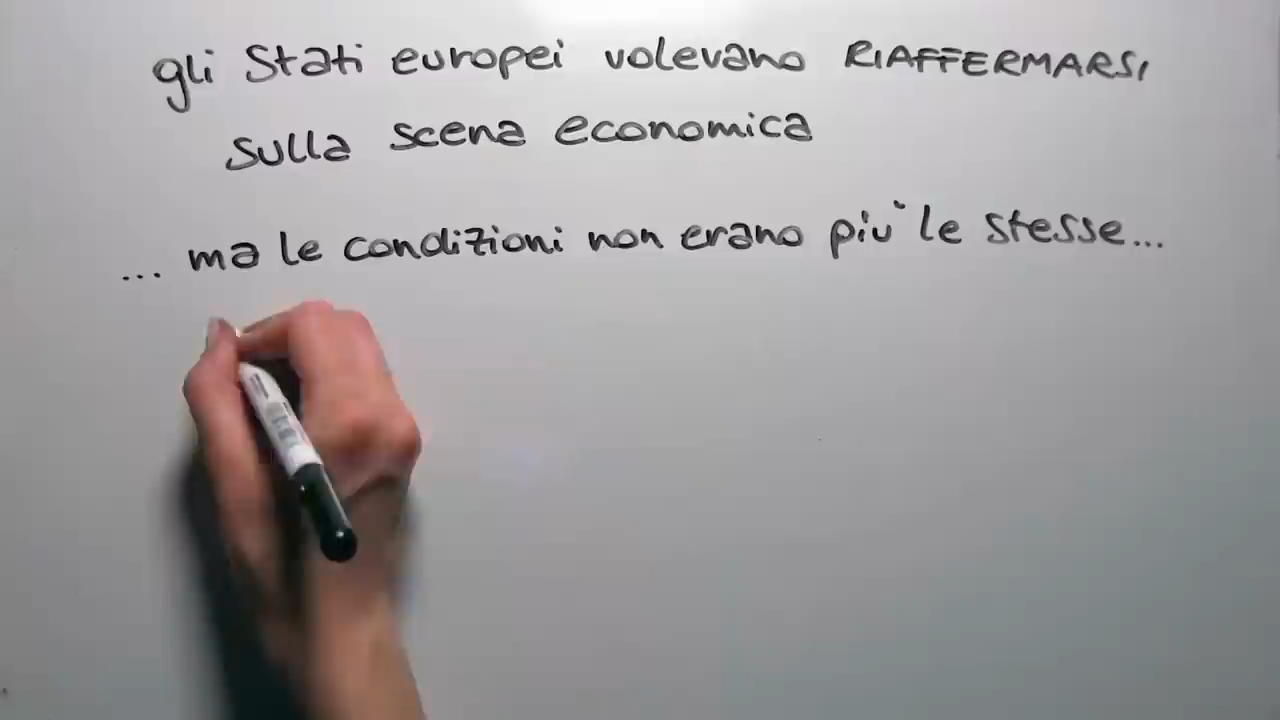 gli Stati europei volevano RIAFFERMARSI
sulla scena economica
... ma le condizioni non erano più le stesse...